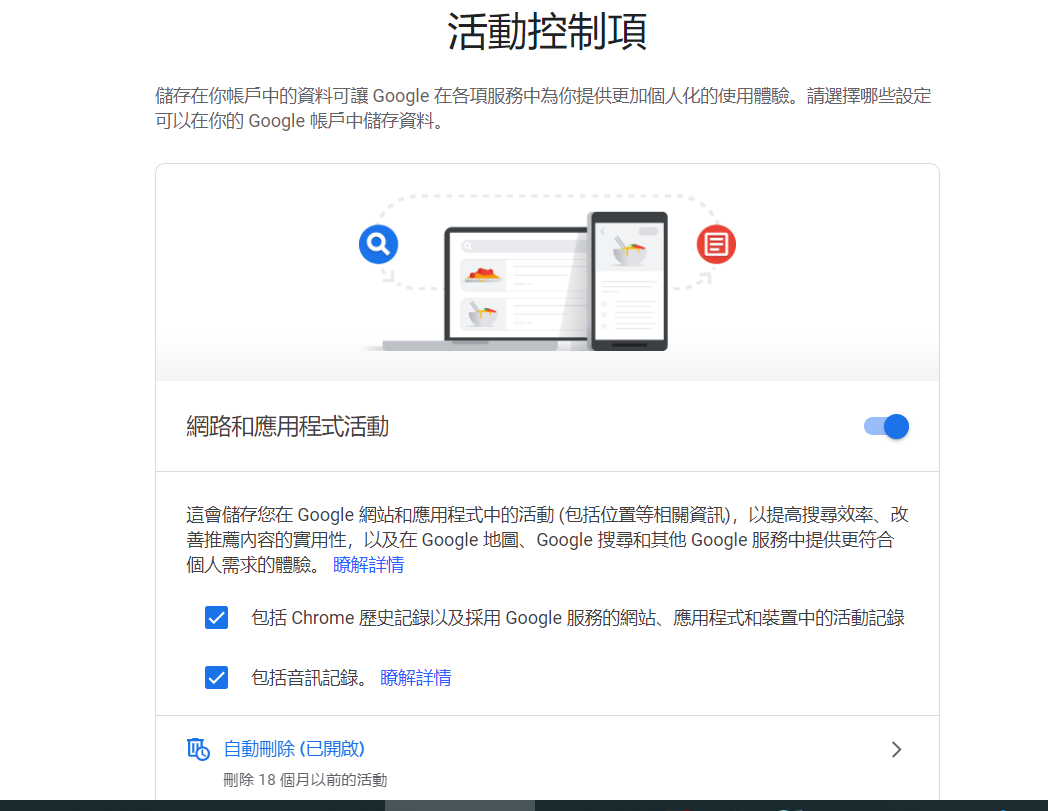 活動控制項
儲存在你帳戶中的資料可讓 Google 在各項服務中為你提供更加個人化的使用體驗。請選擇哪些設定
可以在你的 Google 帳戶中儲存資料。
網路和應用程式活動
這會儲存您在 Google 網站和應用程式中的活動 (包括位置等相關資訊)，以提高搜尋效率、改
善推薦內容的實用性，以及在 Google 地圖、Google 搜尋和其他 Google 服務中提供更符合
個人需求的體驗。 瞭解詳情
包括 Chrome 歷史記錄以及採用 Google 服務的網站、應用程式和裝置中的活動記錄
包括音訊記錄。 瞭解詳情
自動刪除 (已開啟)
刪除 18 個月以前的活動